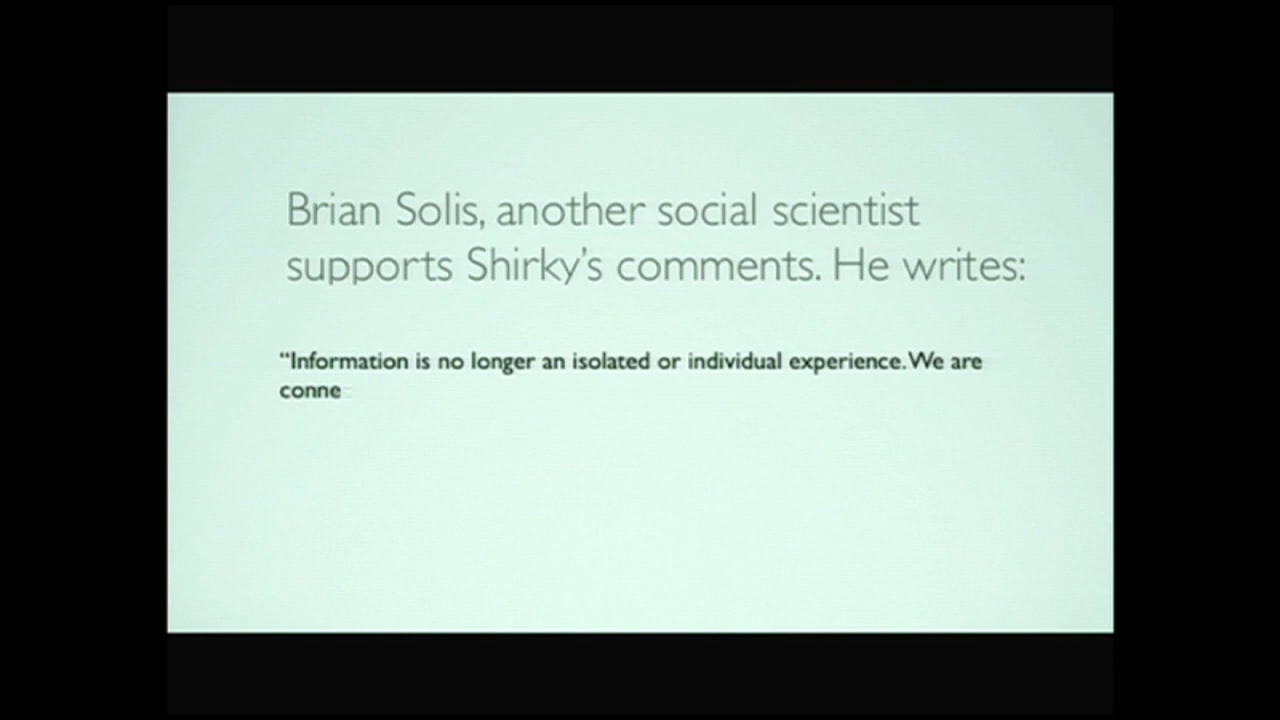 Brian Solis, another social scientist
supports Shirky’s comments. He writes:
“Information is no longer an isolated or individual experience. We are
conne